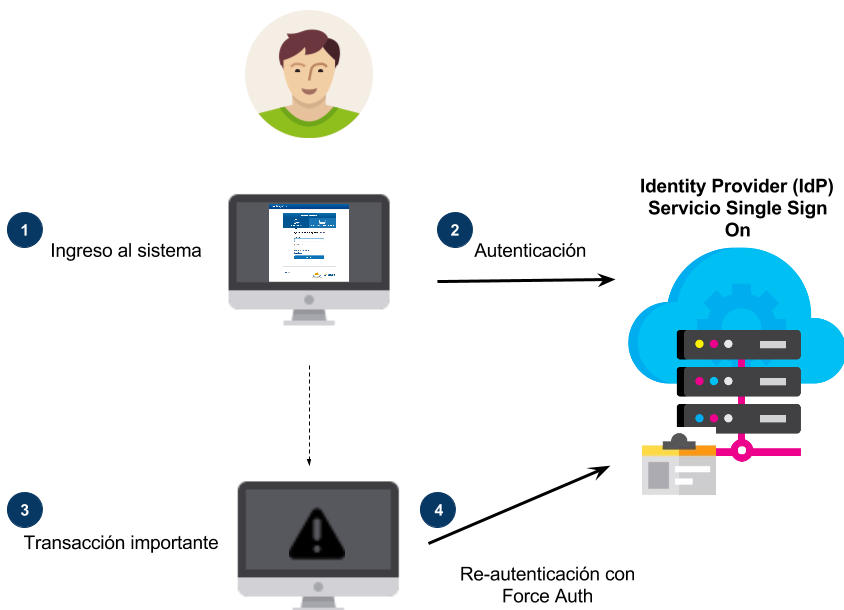 Identity Provider (IdP)
Servicio Single Sign
On
1
Ingreso al sistema
2
Autenticación
3
Transacción importante
4
Re-autenticación con
Force Auth